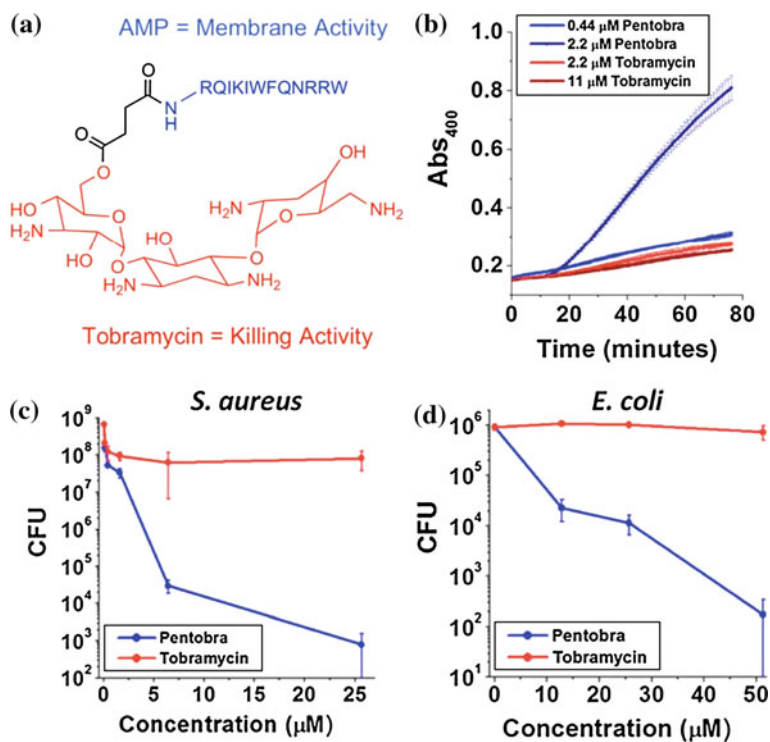 (a)
AMP = Membrane Activity
O
O
N
H
RQIKIWFQNRRW
O
OH
HO
O
H2N
HO
O
HO
H2N
O
NH2
O
H2N
NH2
Tobramycin = Killing Activity
(b)
1.0
0.8
0.6
0.4
0.2
Abs400
0.44 µM Pentobra
2.2 µM Pentobra
2.2 µM Tobramycin
11 µM Tobramycin
0 20 40 60 80
Time (minutes)
(c)
S. aureus
10^9
10^8
10^7
10^6
10^5
10^4
10^3
10^2
CFU
Pentobra
Tobramycin
0 5 10 15 20 25
Concentration (µM)
(d)
E. coli
10^6
10^5
10^4
10^3
10^2
10^1
CFU
Pentobra
Tobramycin
0 10 20 30 40 50
Concentration (µM)